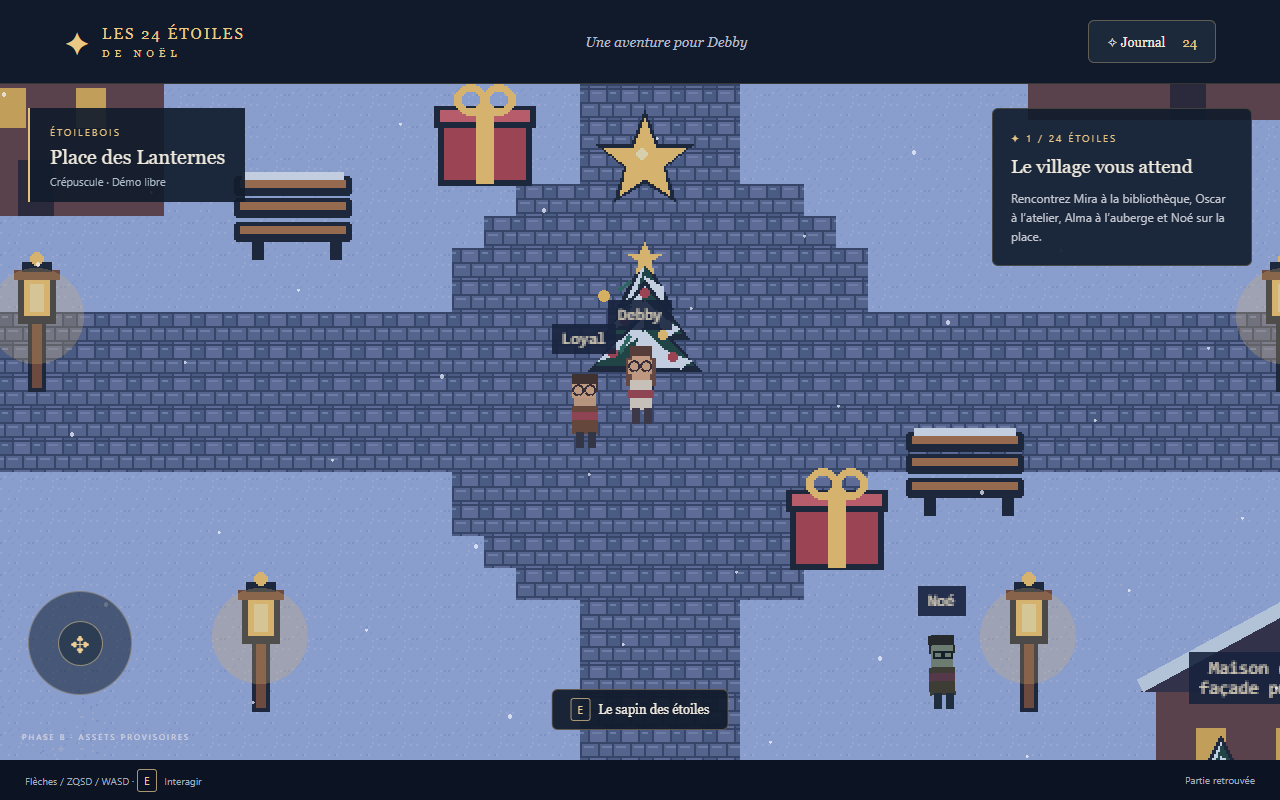 LES 24 ÉTOILES
DE NOËL
Une aventure pour Debby
✧ Journal 24
ÉTOILEBOIS
Place des Lanternes
Crépuscule · Démo libre
✦ 1 / 24 ÉTOILES
Le village vous attend
Rencontrez Mira à la bibliothèque, Oscar
à l'atelier, Alma à l'auberge et Noé sur la
place.
Debby
Loyal
Noé
Maison
façade
E Le sapin des étoiles
PHASE B · ASSETS PROVISOIRES
Flèches / ZQSD / WASD · E Interagir
Partie retrouvée